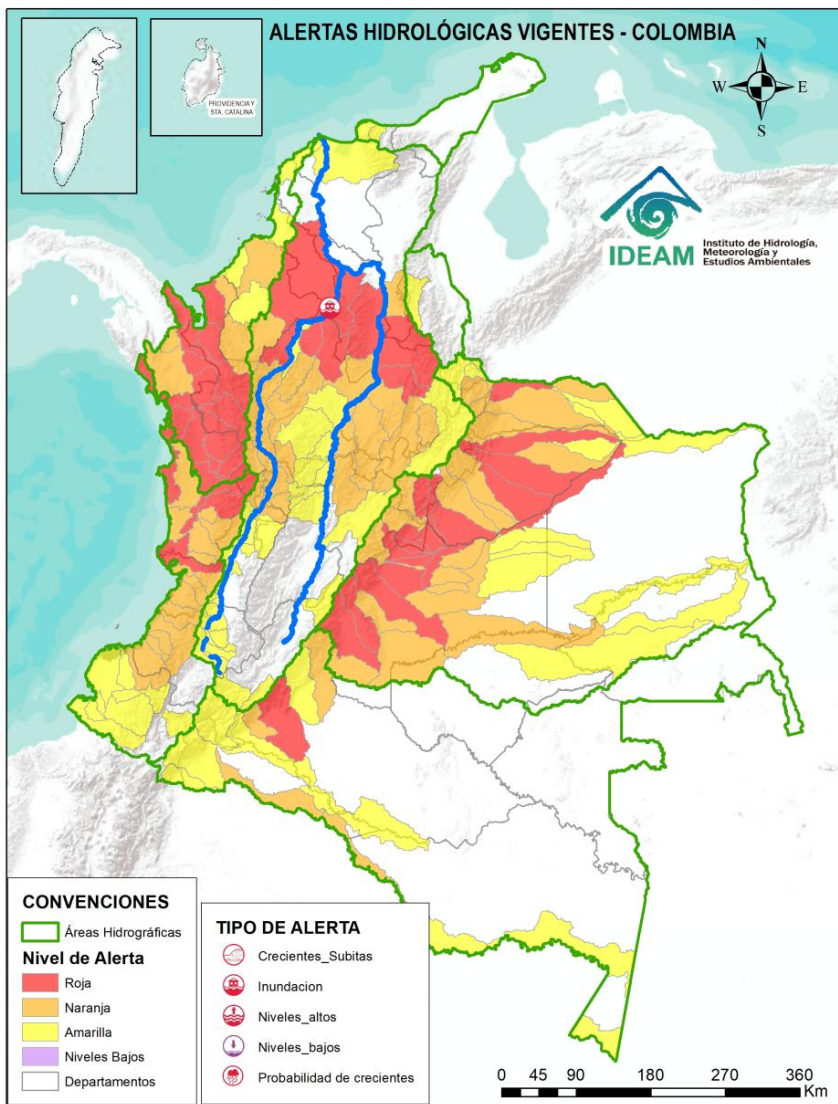 ALERTAS HIDROLÓGICAS VIGENTES - COLOMBIA
PROVIDENCIA Y
STA. CATALINA
N
W
E
S
IDEAM
Instituto de Hidrología,
Meteorología y
Estudios Ambientales
CONVENCIONES
Áreas Hidrográficas
Nivel de Alerta
Roja
Naranja
Amarilla
Niveles Bajos
Departamentos
TIPO DE ALERTA
Crecientes_Subitas
Inundacion
Niveles_altos
Niveles_bajos
Probabilidad de crecientes
0 45 90 180 270 360
Km